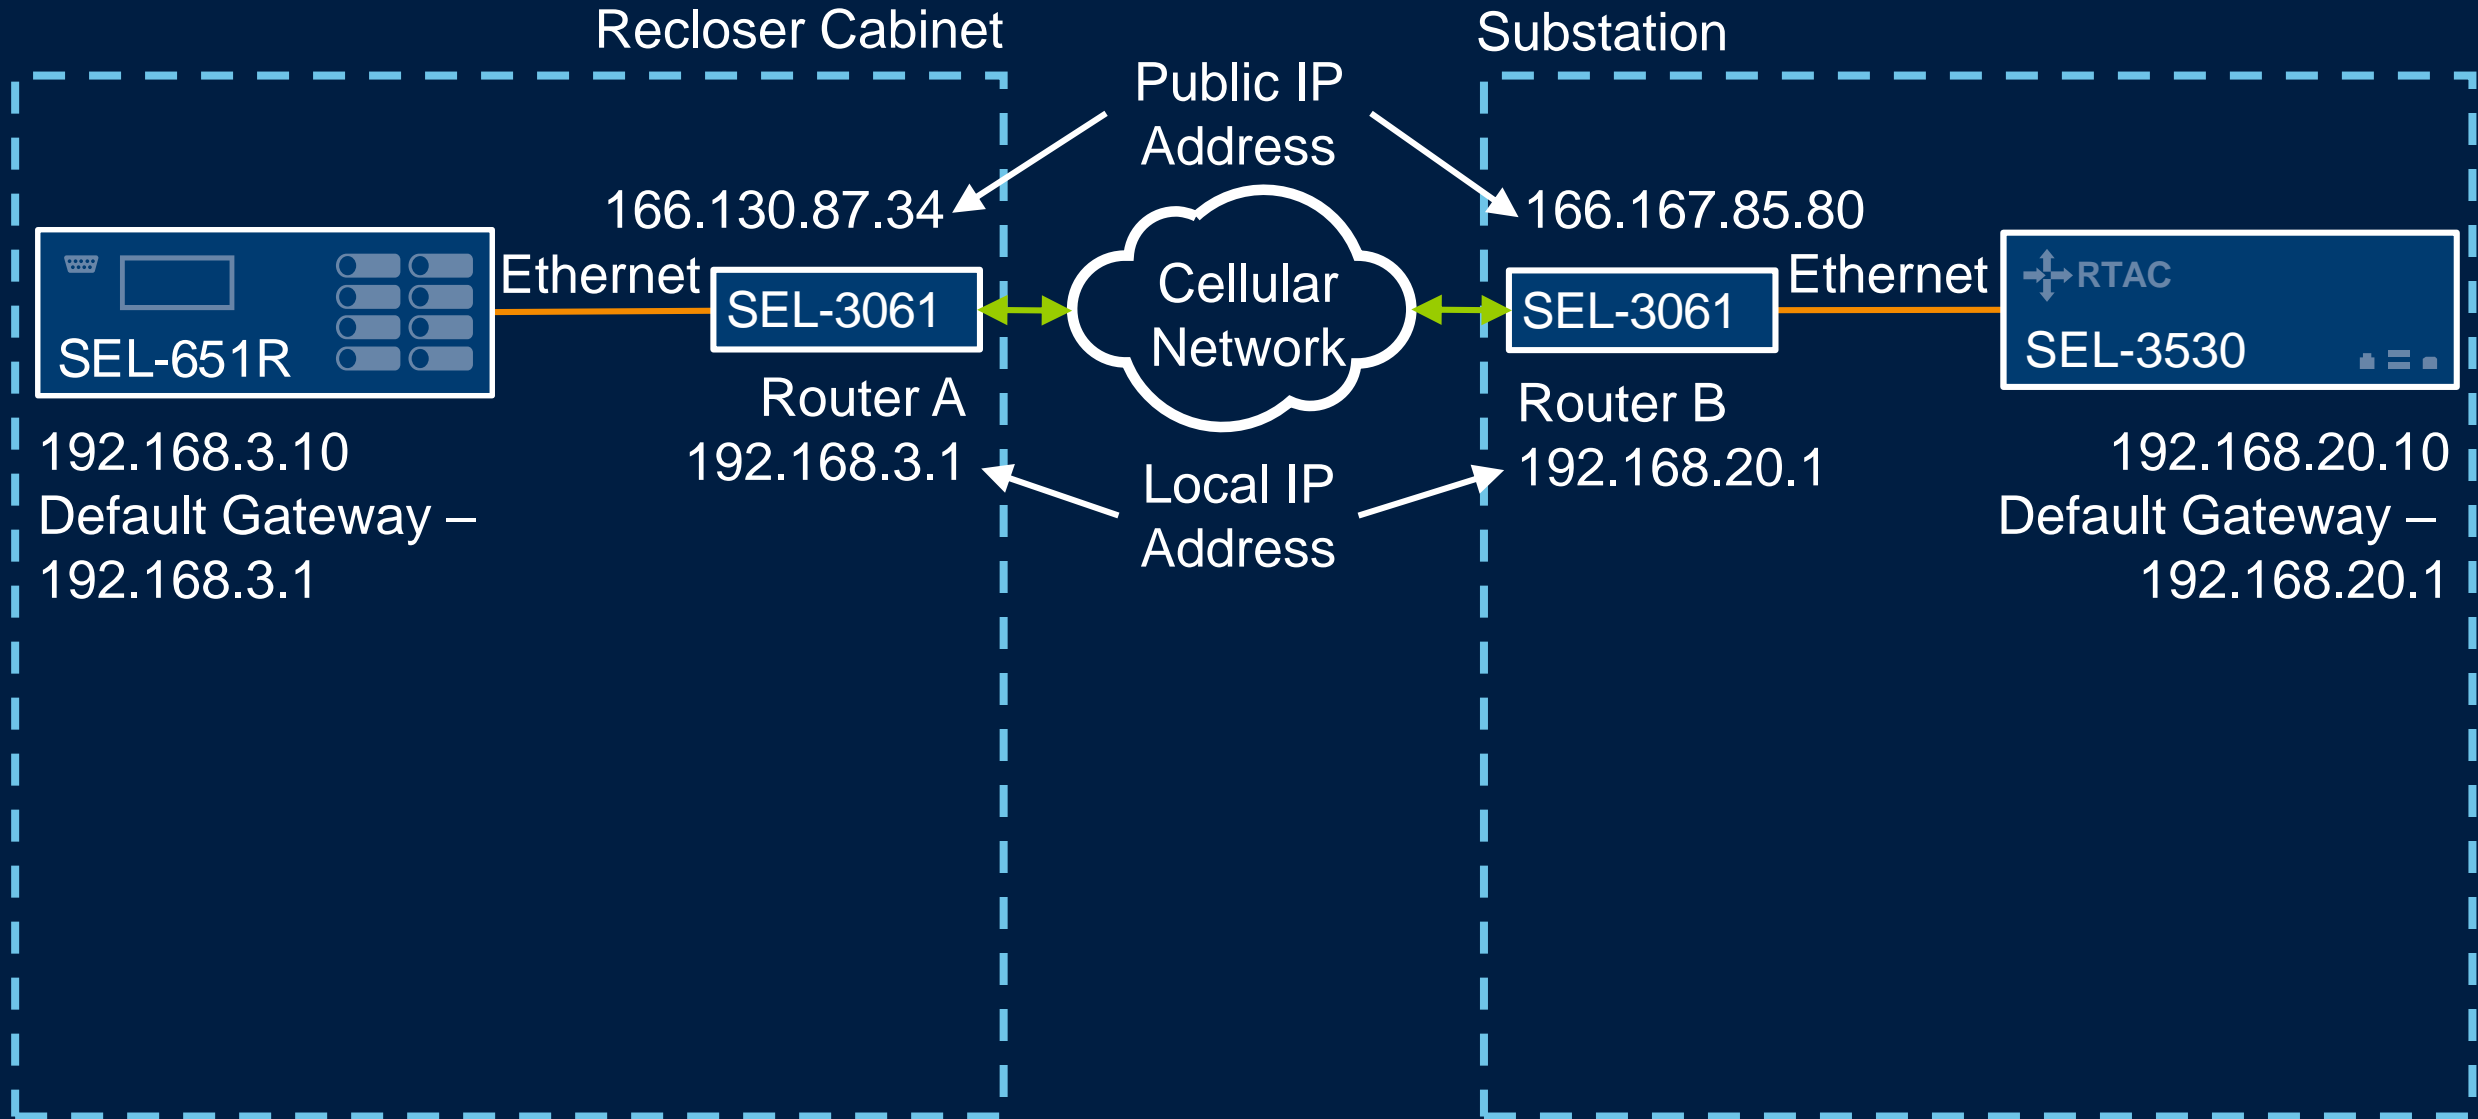 Recloser Cabinet
Substation
Public IP
Address
166.130.87.34
166.167.85.80
Ethernet
SEL-3061
Cellular
Network
SEL-3061
Ethernet
RTAC
SEL-651R
SEL-3530
Router A
192.168.3.1
Router B
192.168.20.1
Local IP
Address
192.168.3.10
Default Gateway –
192.168.3.1
192.168.20.10
Default Gateway –
192.168.20.1